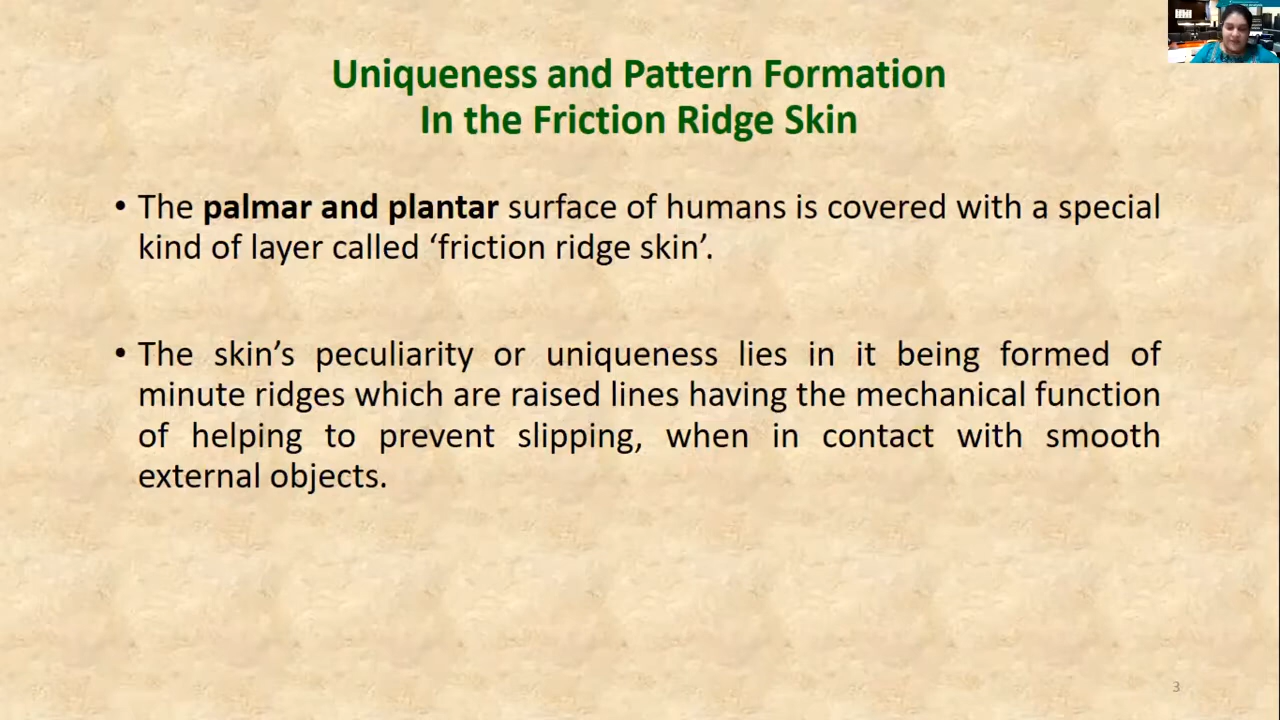 Uniqueness and Pattern Formation
In the Friction Ridge Skin
• The palmar and plantar surface of humans is covered with a special
kind of layer called ‘friction ridge skin’.
• The skin’s peculiarity or uniqueness lies in it being formed of
minute ridges which are raised lines having the mechanical function
of helping to prevent slipping, when in contact with smooth
external objects.
3